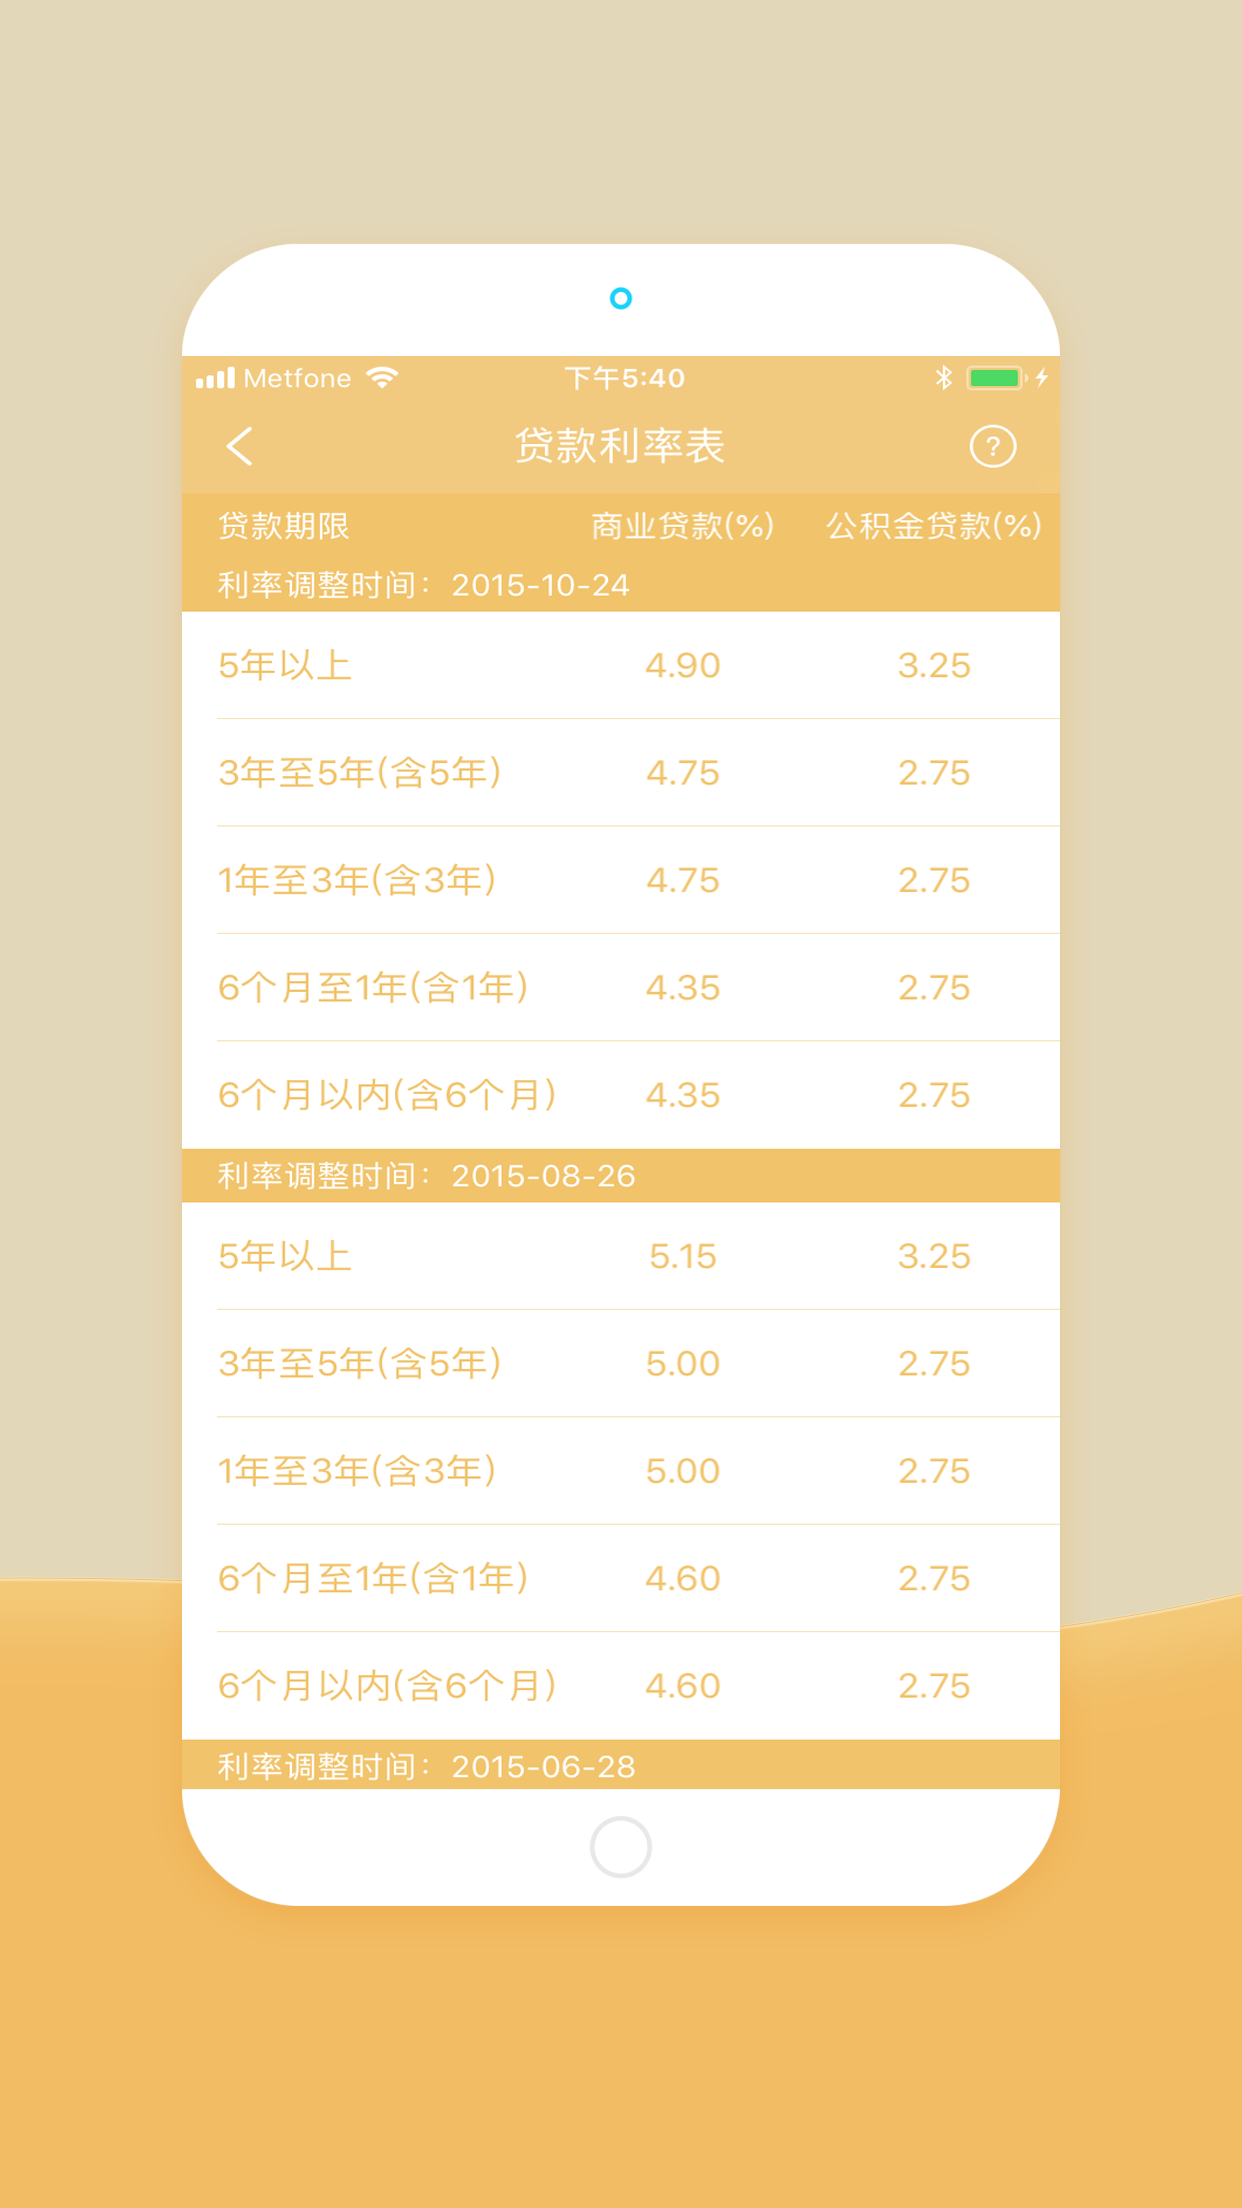 Metfone 下午5:40
贷款利率表 ?
贷款期限 商业贷款(%) 公积金贷款(%)
利率调整时间: 2015-10-24
5年以上 4.90 3.25
3年至5年(含5年) 4.75 2.75
1年至3年(含3年) 4.75 2.75
6个月至1年(含1年) 4.35 2.75
6个月以内(含6个月) 4.35 2.75
利率调整时间: 2015-08-26
5年以上 5.15 3.25
3年至5年(含5年) 5.00 2.75
1年至3年(含3年) 5.00 2.75
6个月至1年(含1年) 4.60 2.75
6个月以内(含6个月) 4.60 2.75
利率调整时间: 2015-06-28